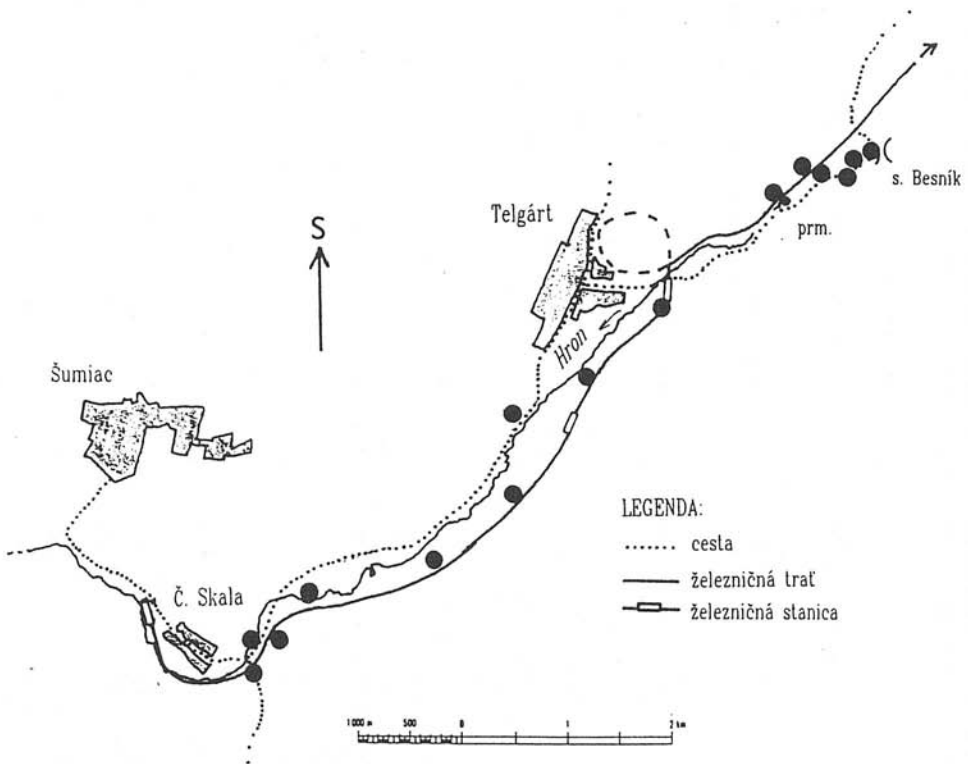 s. Besník
prm.
Telgárt
S
Hron
Šumiac
Č. Skala
LEGENDA:
cesta
železničná trať
železničná stanica
1000 m 500 0 1 2 km